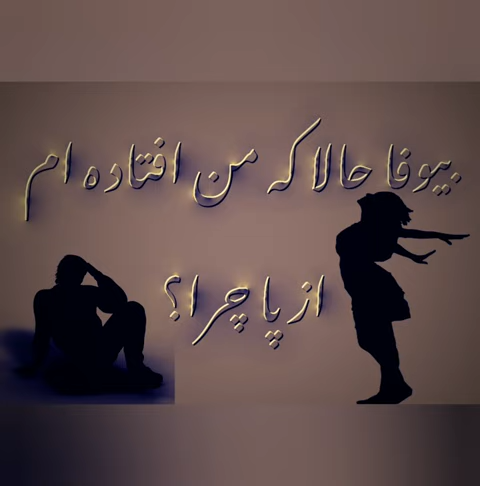 بیوفا حالا که من افتاده ام
از پا چرا؟